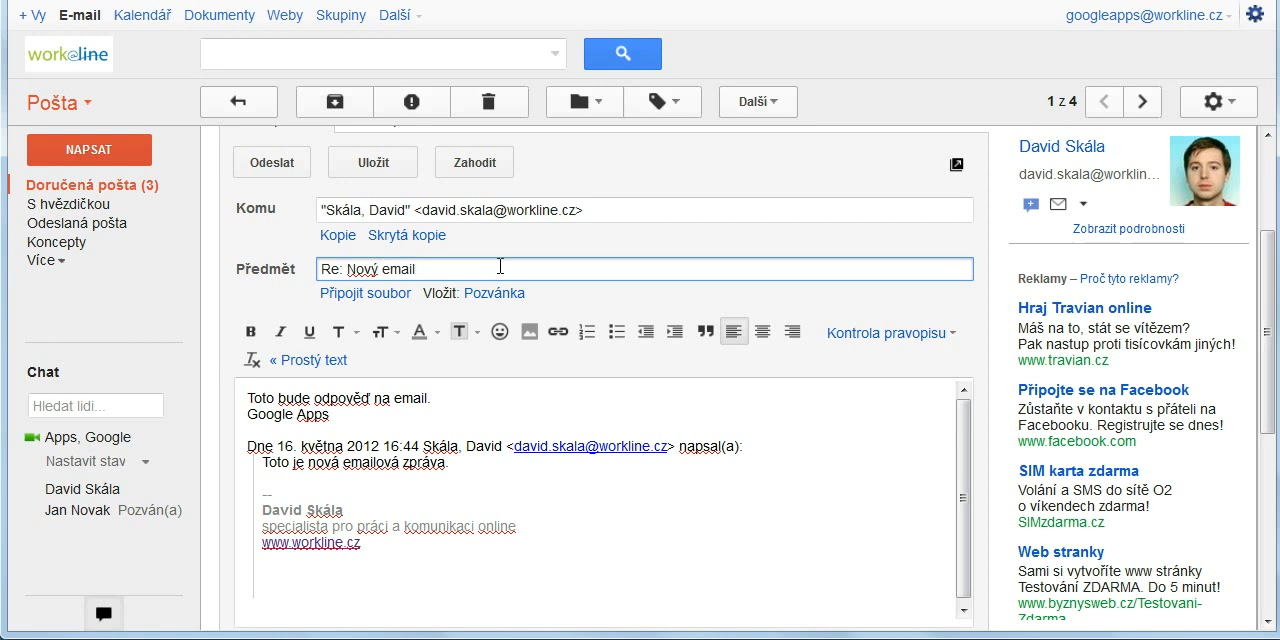 + Vy E-mail Kalendář Dokumenty Weby Skupiny Další googleapps@workline.cz
work@line
Pošta Další 1 z 4
NAPSAT
Doručená pošta (3)
S hvězdičkou
Odeslaná pošta
Koncepty
Více
Chat
Hledat lidi...
Apps, Google
Nastavit stav
David Skála
Jan Novak Pozván(a)
Odeslat Uložit Zahodit
Komu "Skála, David" <david.skala@workline.cz>
Kopie Skrytá kopie
Předmět Re: Nový email
Připojit soubor Vložit: Pozvánka
B I U T T A T Kontrola pravopisu
Tx « Prostý text
Toto bude odpověď na email.
Google Apps
Dne 16. května 2012 16:44 Skála, David <david.skala@workline.cz> napsal(a):
Toto je nová emailová zpráva.
--
David Skála
specialista pro práci a komunikaci online
www.workline.cz
David Skála
david.skala@worklin...
Zobrazit podrobnosti
Reklamy – Proč tyto reklamy?
Hraj Travian online
Máš na to, stát se vítězem?
Pak nastup proti tisícovkám jiných!
www.travian.cz
Připojte se na Facebook
Zůstaňte v kontaktu s přáteli na
Facebooku. Registrujte se dnes!
www.facebook.com
SIM karta zdarma
Volání a SMS do sítě O2
o víkendech zdarma!
SIMzdarma.cz
Web stranky
Sami si vytvoříte www stránky
Testování ZDARMA. Do 5 minut!
www.byznysweb.cz/Testovani-
Zdarma